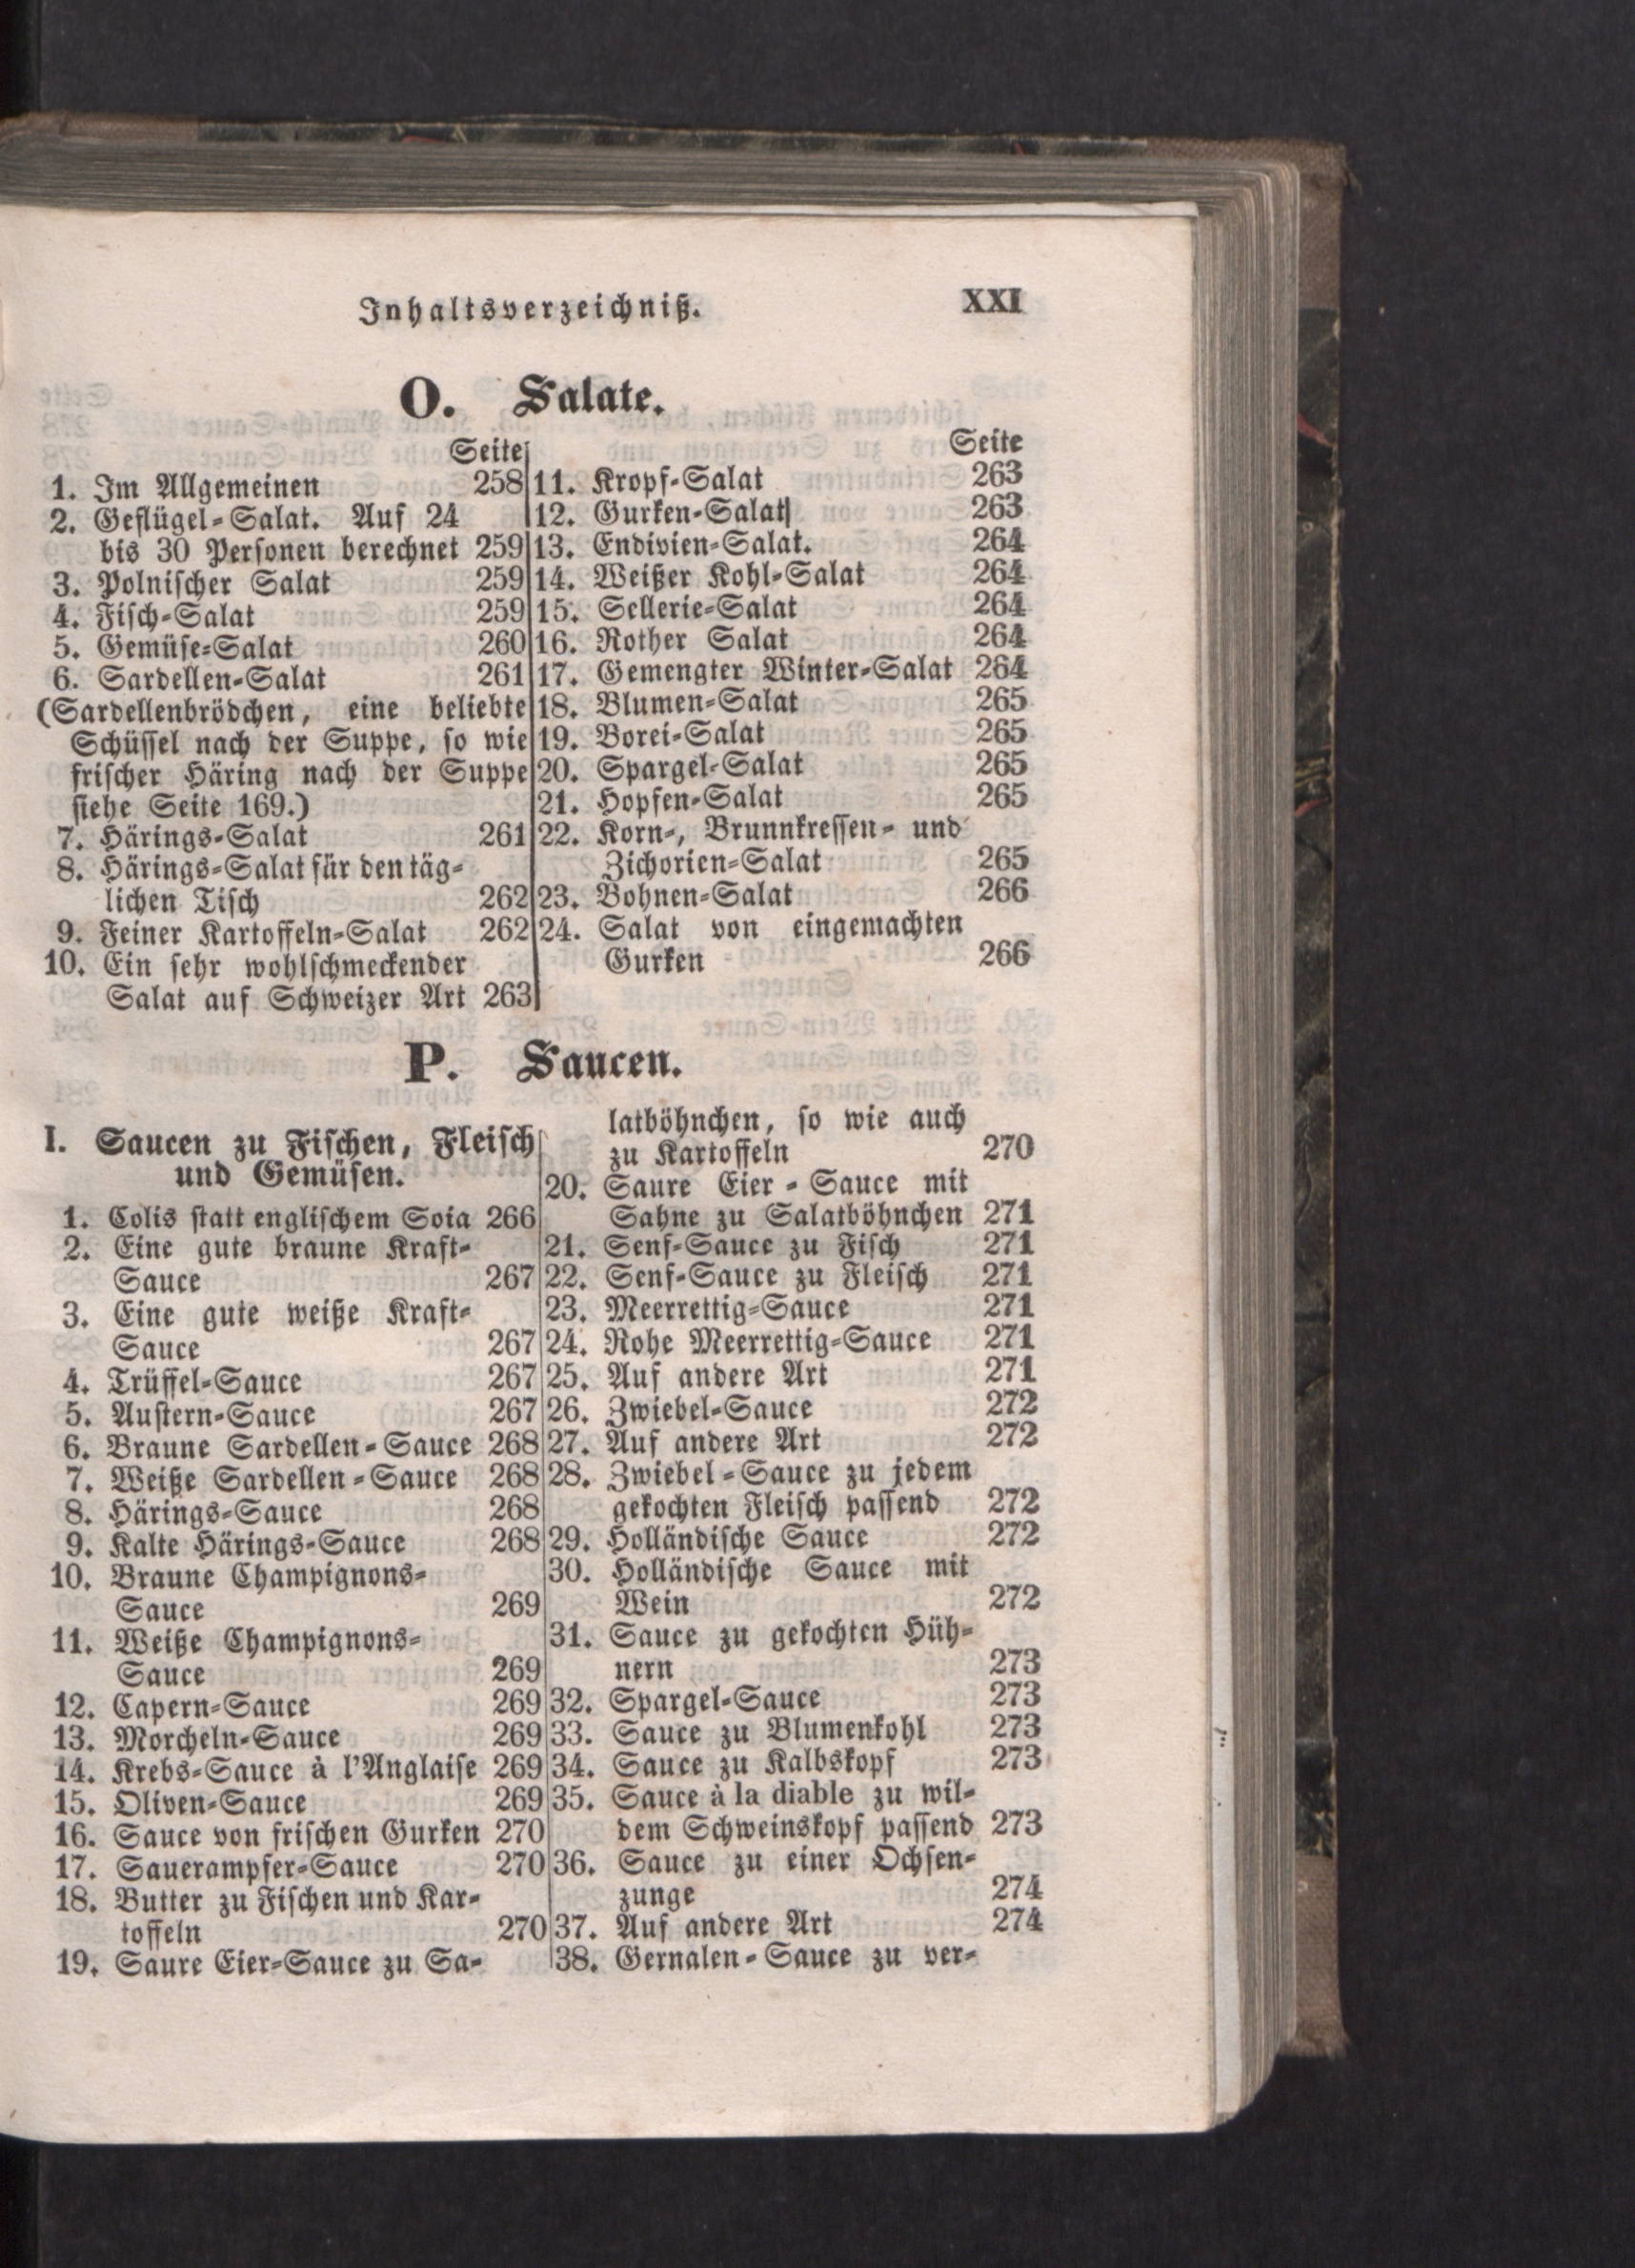 Inhaltsverzeichniß. XXI
O. Salate.
Seite
1. Im Allgemeinen 258
2. Geflügel-Salat. Auf 24
bis 30 Personen berechnet 259
3. Polnischer Salat 259
4. Fisch-Salat 259
5. Gemüse-Salat 260
6. Sardellen-Salat 261
(Sardellenbrödchen, eine beliebte
Schüssel nach der Suppe, so wie
frischer Häring nach der Suppe
siehe Seite 169.)
7. Härings-Salat 261
8. Härings-Salat für den täg-
lichen Tisch 262
9. Feiner Kartoffeln-Salat 262
10. Ein sehr wohlschmeckender
Salat auf Schweizer Art 263
Seite
11. Kropf-Salat 263
12. Gurken-Salat 263
13. Endivien-Salat. 264
14. Weißer Kohl-Salat 264
15. Sellerie-Salat 264
16. Rother Salat 264
17. Gemengter Winter-Salat 264
18. Blumen-Salat 265
19. Borei-Salat 265
20. Spargel-Salat 265
21. Hopfen-Salat 265
22. Korn-, Brunnkressen- und
Zichorien-Salat 265
23. Bohnen-Salat 266
24. Salat von eingemachten
Gurken 266
P. Saucen.
I. Saucen zu Fischen, Fleisch
und Gemüsen.
1. Colis statt englischem Soia 266
2. Eine gute braune Kraft-
Sauce 267
3. Eine gute weiße Kraft-
Sauce 267
4. Trüffel-Sauce 267
5. Austern-Sauce 267
6. Braune Sardellen-Sauce 268
7. Weiße Sardellen-Sauce 268
8. Härings-Sauce 268
9. Kalte Härings-Sauce 268
10. Braune Champignons-
Sauce 269
11. Weiße Champignons-
Sauce 269
12. Capern-Sauce 269
13. Morcheln-Sauce 269
14. Krebs-Sauce à l'Anglaise 269
15. Oliven-Sauce 269
16. Sauce von frischen Gurken 270
17. Sauerampfer-Sauce 270
18. Butter zu Fischen und Kar-
toffeln 270
19. Saure Eier-Sauce zu Sa-
latböhnchen, so wie auch
zu Kartoffeln 270
20. Saure Eier-Sauce mit
Sahne zu Salatböhnchen 271
21. Senf-Sauce zu Fisch 271
22. Senf-Sauce zu Fleisch 271
23. Meerrettig-Sauce 271
24. Rohe Meerrettig-Sauce 271
25. Auf andere Art 271
26. Zwiebel-Sauce 272
27. Auf andere Art 272
28. Zwiebel-Sauce zu jedem
gekochten Fleisch passend 272
29. Holländische Sauce 272
30. Holländische Sauce mit
Wein 272
31. Sauce zu gekochten Hüh-
nern 273
32. Spargel-Sauce 273
33. Sauce zu Blumenkohl 273
34. Sauce zu Kalbskopf 273
35. Sauce à la diable zu wil-
dem Schweinskopf passend 273
36. Sauce zu einer Ochsen-
zunge 274
37. Auf andere Art 274
38. Gernalen-Sauce zu ver-